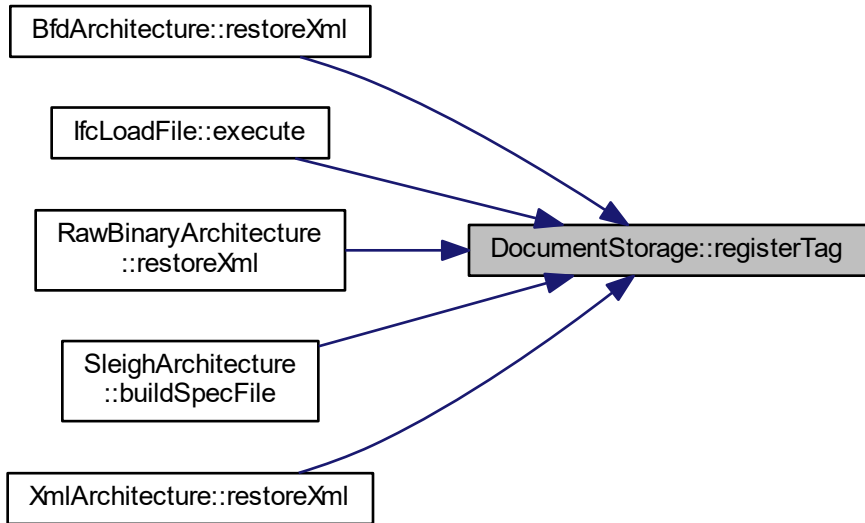 BfdArchitecture::restoreXml
IfcLoadFile::execute
RawBinaryArchitecture
::restoreXml
DocumentStorage::registerTag
SleighArchitecture
::buildSpecFile
XmlArchitecture::restoreXml